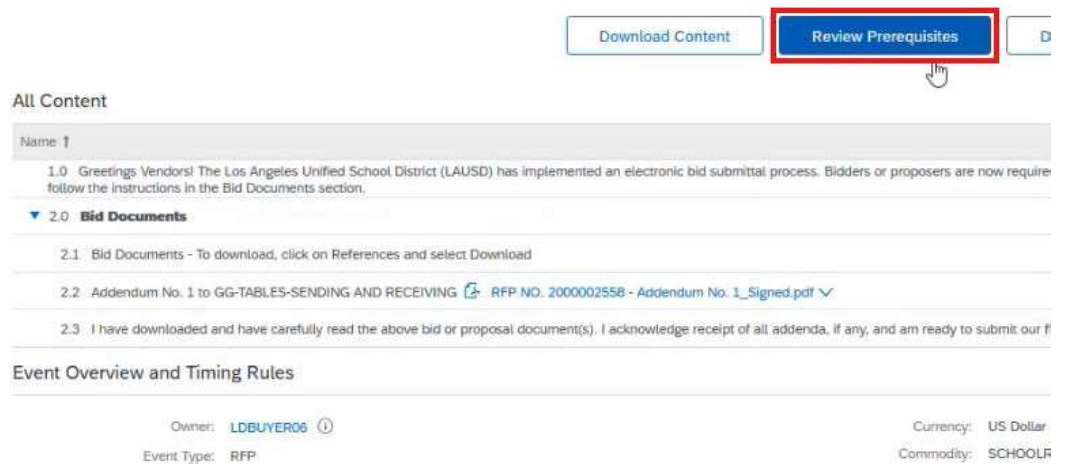 Download Content
Review Prerequisites
D
All Content
Name ↑
1.0 Greetings Vendors! The Los Angeles Unified School District (LAUSD) has implemented an electronic bid submittal process. Bidders or proposers are now require
follow the instructions in the Bid Documents section.
▼ 2.0 Bid Documents
2.1 Bid Documents - To download, click on References and select Download
2.2 Addendum No. 1 to GG-TABLES-SENDING AND RECEIVING RFP NO. 2000002558 - Addendum No. 1_Signed.pdf
2.3 I have downloaded and have carefully read the above bid or proposal document(s). I acknowledge receipt of all addenda, if any, and am ready to submit our f
Event Overview and Timing Rules
Owner: LDBUYER06
Currency: US Dollar
Event Type: RFP
Commodity: SCHOOLR